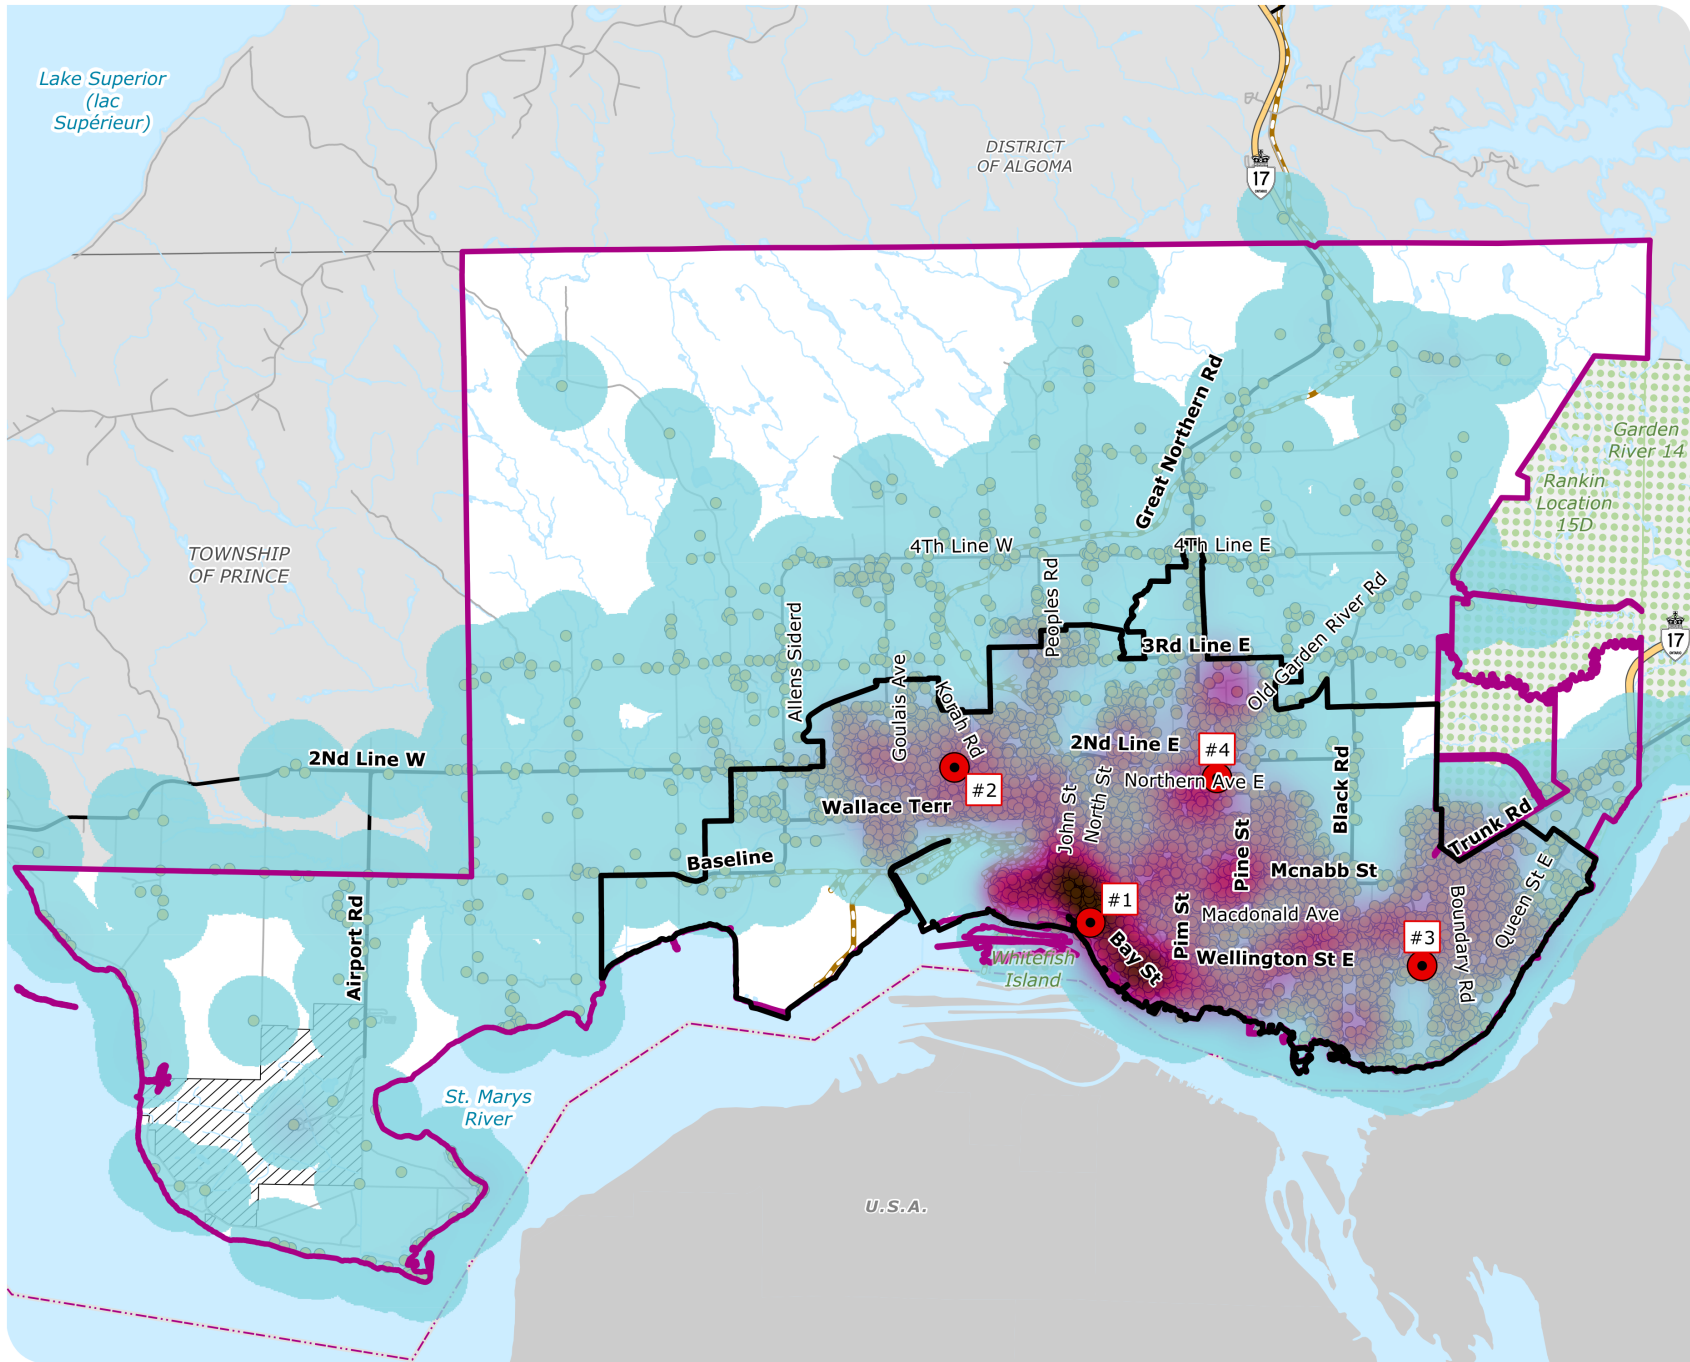 Lake Superior
(lac
Supérieur)
DISTRICT
OF ALGOMA
17
ONTARIO
Garden
River 14
Rankin
Location
15D
Great Northern Rd
4Th Line W
4Th Line E
TOWNSHIP
OF PRINCE
Peoples Rd
Old Garden River Rd
Allens Siderd
3Rd Line E
17
ONTARIO
Goulais Ave
Korah Rd
2Nd Line W
2Nd Line E
#4
Northern Ave E
#2
Wallace Terr
John St
North St
Black Rd
Trunk Rd
Baseline
Pine St
Mcnabb St
#1
Macdonald Ave
Queen St E
Boundary Rd
Airport Rd
Pim St
Bay St
#3
Wellington St E
Whitefish
Island
St. Marys
River
U.S.A.